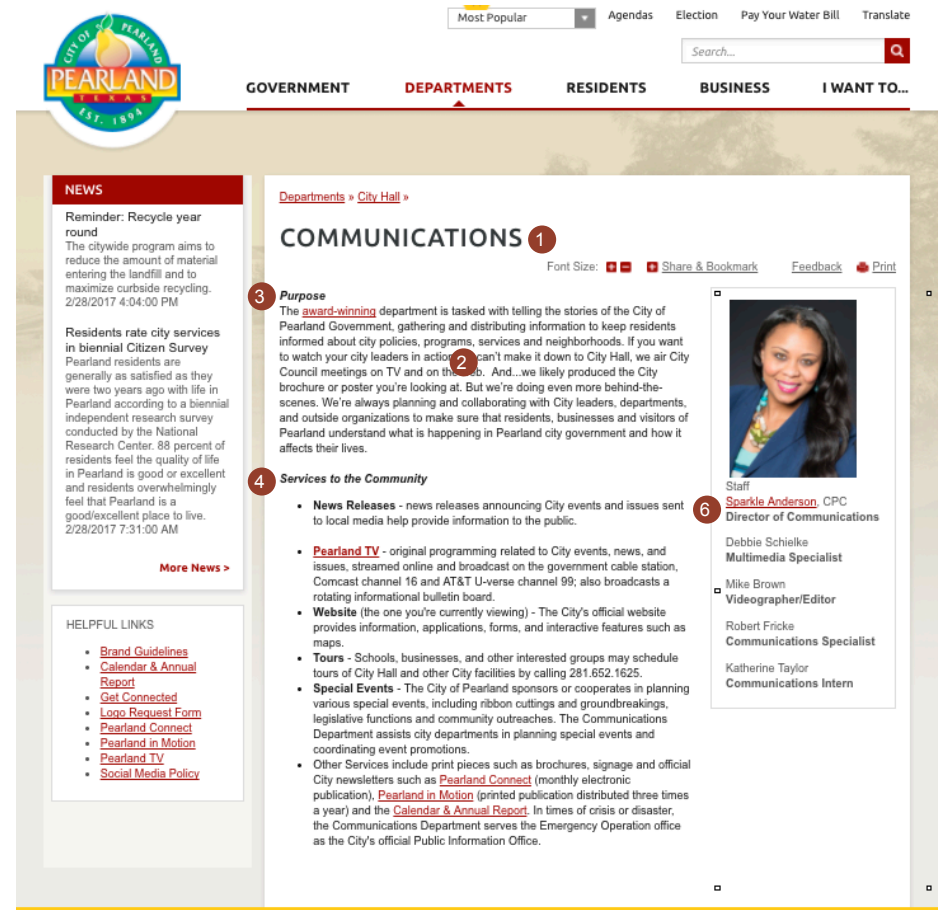 Most Popular
Agendas
Election
Pay Your Water Bill
Translate
CITY OF PEARLAND
PEARLAND
TEXAS
EST. 1894
Search...
GOVERNMENT
DEPARTMENTS
RESIDENTS
BUSINESS
I WANT TO...
NEWS
Reminder: Recycle year
round
The citywide program aims to
reduce the amount of material
entering the landfill and to
maximize curbside recycling.
2/28/2017 4:04:00 PM
Residents rate city services
in biennial Citizen Survey
Pearland residents are
generally as satisfied as they
were two years ago with life in
Pearland according to a biennial
independent research survey
conducted by the National
Research Center. 88 percent of
residents feel the quality of life
in Pearland is good or excellent
and residents overwhelmingly
feel that Pearland is a
good/excellent place to live.
2/28/2017 7:31:00 AM
More News >
HELPFUL LINKS
• Brand Guidelines
• Calendar & Annual
Report
• Get Connected
• Logo Request Form
• Pearland Connect
• Pearland in Motion
• Pearland TV
• Social Media Policy
Departments » City Hall »
COMMUNICATIONS 1
Font Size: Share & Bookmark Feedback Print
3 Purpose
The award-winning department is tasked with telling the stories of the City of
Pearland Government, gathering and distributing information to keep residents
informed about city policies, programs, services and neighborhoods. If you want
to watch your city leaders in action can't make it down to City Hall, we air City
2
Council meetings on TV and on the And...we likely produced the City
brochure or poster you're looking at. But we're doing even more behind-the-
scenes. We're always planning and collaborating with City leaders, departments,
and outside organizations to make sure that residents, businesses and visitors of
Pearland understand what is happening in Pearland city government and how it
affects their lives.
4 Services to the Community
• News Releases - news releases announcing City events and issues sent
to local media help provide information to the public.
• Pearland TV - original programming related to City events, news, and
issues, streamed online and broadcast on the government cable station,
Comcast channel 16 and AT&T U-verse channel 99; also broadcasts a
rotating informational bulletin board.
• Website (the one you're currently viewing) - The City's official website
provides information, applications, forms, and interactive features such as
maps.
• Tours - Schools, businesses, and other interested groups may schedule
tours of City Hall and other City facilities by calling 281.652.1625.
• Special Events - The City of Pearland sponsors or cooperates in planning
various special events, including ribbon cuttings and groundbreakings,
legislative functions and community outreaches. The Communications
Department assists city departments in planning special events and
coordinating event promotions.
• Other Services include print pieces such as brochures, signage and official
City newsletters such as Pearland Connect (monthly electronic
publication), Pearland in Motion (printed publication distributed three times
a year) and the Calendar & Annual Report. In times of crisis or disaster,
the Communications Department serves the Emergency Operation office
as the City's official Public Information Office.
Staff
6 Sparkle Anderson, CPC
Director of Communications
Debbie Schielke
Multimedia Specialist
Mike Brown
Videographer/Editor
Robert Fricke
Communications Specialist
Katherine Taylor
Communications Intern